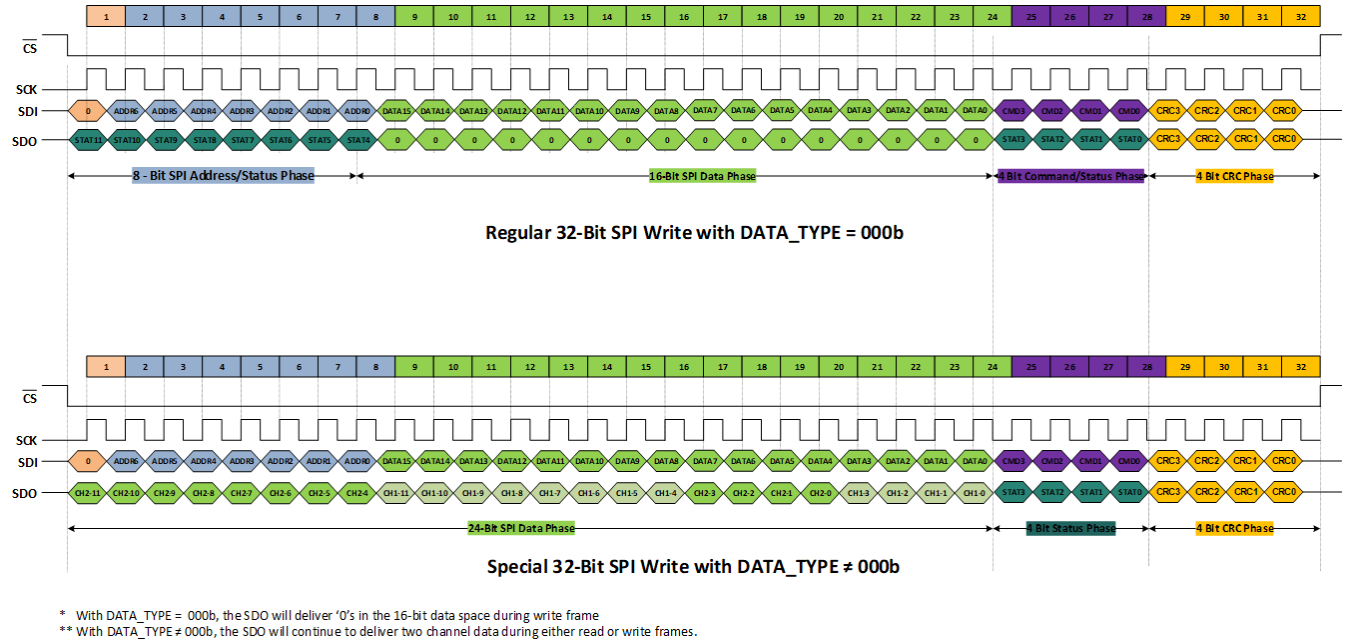 1 2 3 4 5 6 7 8 9 10 11 12 13 14 15 16 17 18 19 20 21 22 23 24 25 26 27 28 29 30 31 32
CS
SCK
SDI 0 ADDR6 ADDR5 ADDR4 ADDR3 ADDR2 ADDR1 ADDR0 DATA15 DATA14 DATA13 DATA12 DATA11 DATA10 DATA9 DATA8 DATA7 DATA6 DATA5 DATA4 DATA3 DATA2 DATA1 DATA0 CMD3 CMD2 CMD1 CMD0 CRC3 CRC2 CRC1 CRC0
SDO STAT11 STAT10 STAT9 STAT8 STAT7 STAT6 STAT5 STAT4 0 0 0 0 0 0 0 0 0 0 0 0 0 0 0 0 STAT3 STAT2 STAT1 STAT0 CRC3 CRC2 CRC1 CRC0
8 - Bit SPI Address/Status Phase 16-Bit SPI Data Phase 4 Bit Command/Status Phase 4 Bit CRC Phase
Regular 32-Bit SPI Write with DATA_TYPE = 000b
1 2 3 4 5 6 7 8 9 10 11 12 13 14 15 16 17 18 19 20 21 22 23 24 25 26 27 28 29 30 31 32
CS
SCK
SDI 0 ADDR6 ADDR5 ADDR4 ADDR3 ADDR2 ADDR1 ADDR0 DATA15 DATA14 DATA13 DATA12 DATA11 DATA10 DATA9 DATA8 DATA7 DATA6 DATA5 DATA4 DATA3 DATA2 DATA1 DATA0 CMD3 CMD2 CMD1 CMD0 CRC3 CRC2 CRC1 CRC0
SDO CH2-11 CH2-10 CH2-9 CH2-8 CH2-7 CH2-6 CH2-5 CH2-4 CH1-11 CH1-10 CH1-9 CH1-8 CH1-7 CH1-6 CH1-5 CH1-4 CH2-3 CH2-2 CH2-1 CH2-0 CH1-3 CH1-2 CH1-1 CH1-0 STAT3 STAT2 STAT1 STAT0 CRC3 CRC2 CRC1 CRC0
24-Bit SPI Data Phase 4 Bit Status Phase 4 Bit CRC Phase
Special 32-Bit SPI Write with DATA_TYPE ≠ 000b
* With DATA_TYPE = 000b, the SDO will deliver ‘0’s in the 16-bit data space during write frame
** With DATA_TYPE ≠ 000b, the SDO will continue to deliver two channel data during either read or write frames.